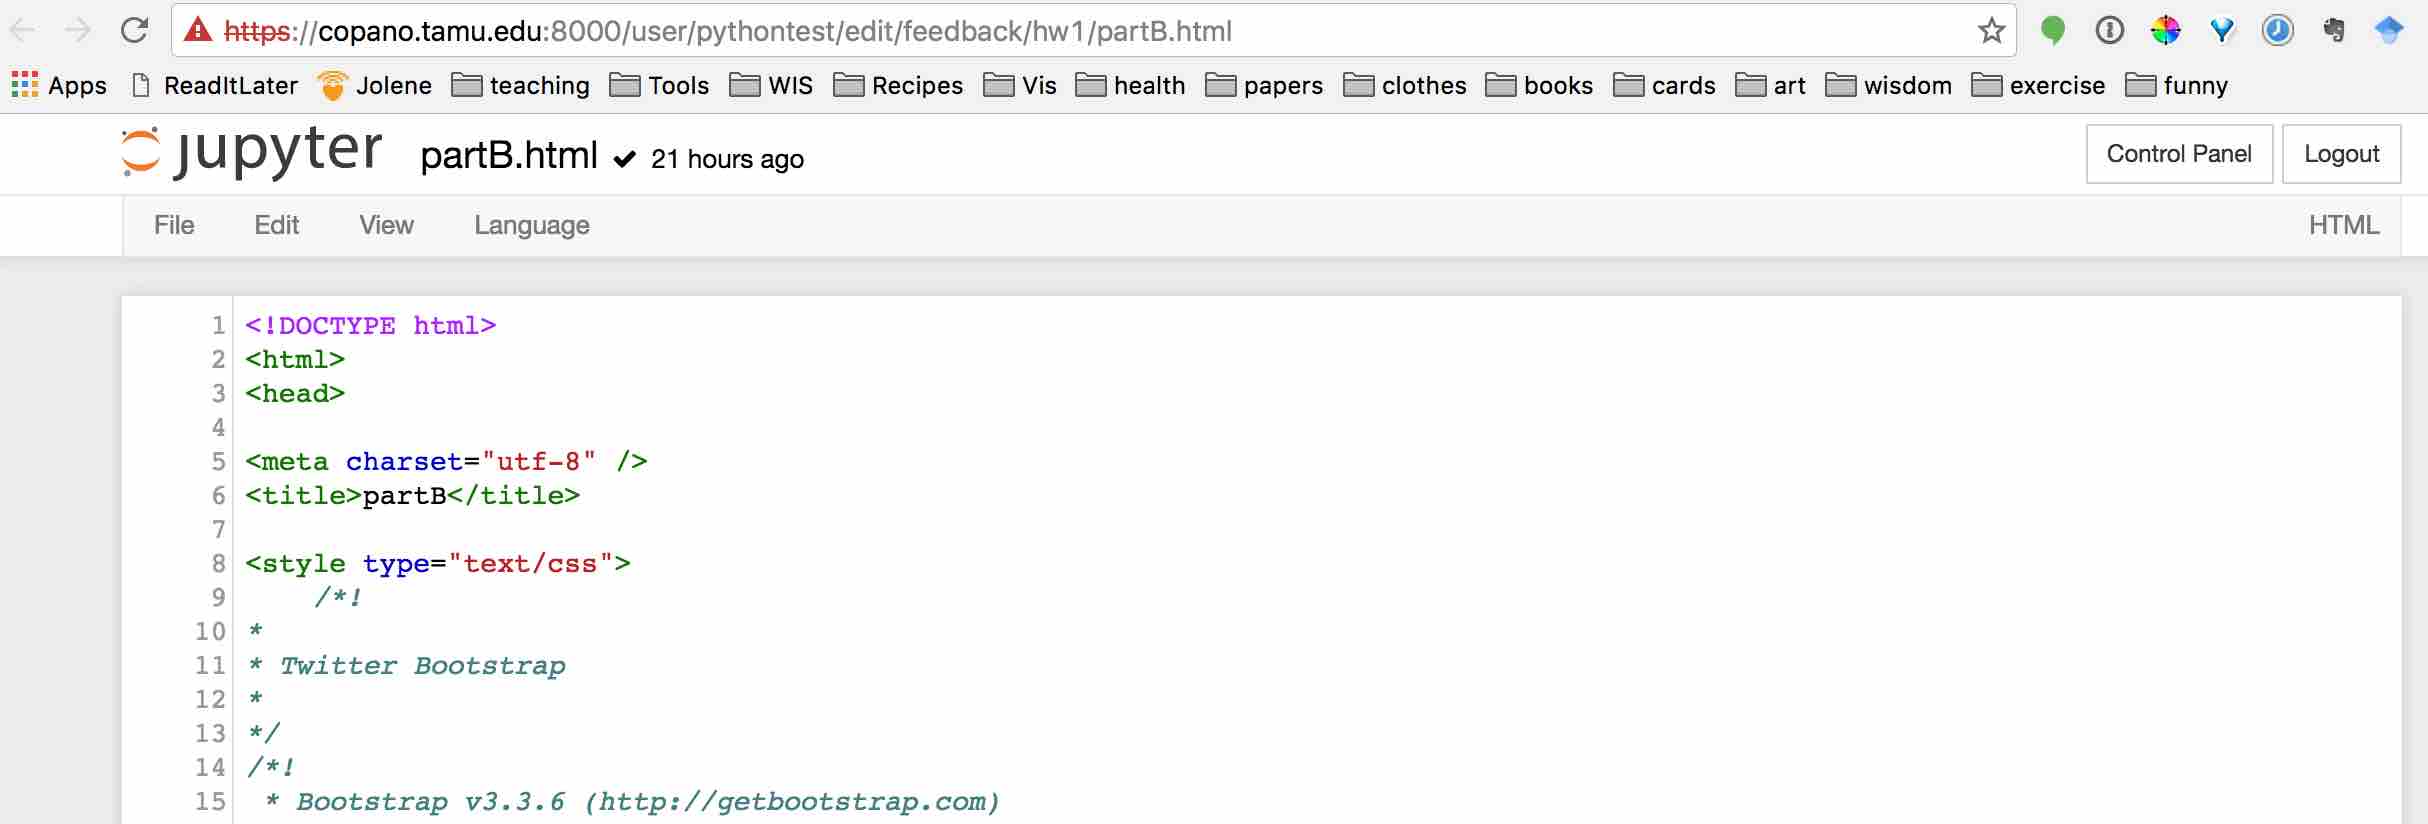 https://copano.tamu.edu:8000/user/pythontest/edit/feedback/hw1/partB.html
Apps ReadItLater Jolene teaching Tools WIS Recipes Vis health papers clothes books cards art wisdom exercise funny
jupyter partB.html 21 hours ago Control Panel Logout
File Edit View Language HTML
1 <!DOCTYPE html>
2 <html>
3 <head>
4
5 <meta charset="utf-8" />
6 <title>partB</title>
7
8 <style type="text/css">
9 /*!
10 *
11 * Twitter Bootstrap
12 *
13 */
14 /*!
15 * Bootstrap v3.3.6 (http://getbootstrap.com)